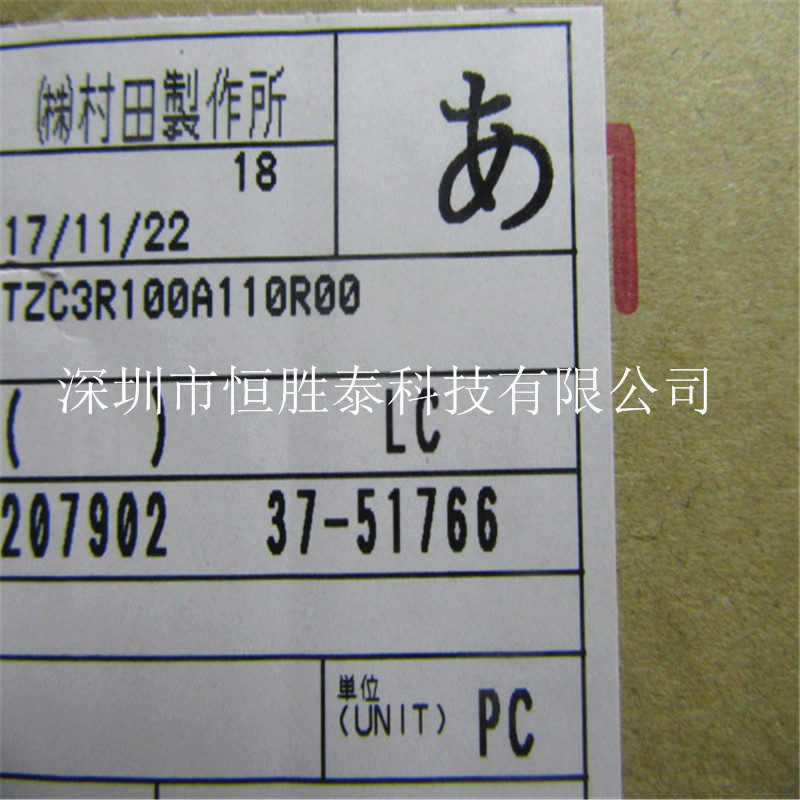 ㈱村田製作所
あ
18
17/11/22
TZC3R100A110R00
深圳市恒胜泰科技有限公司
( ) LC
207902 37-51766
単位
(UNIT) PC